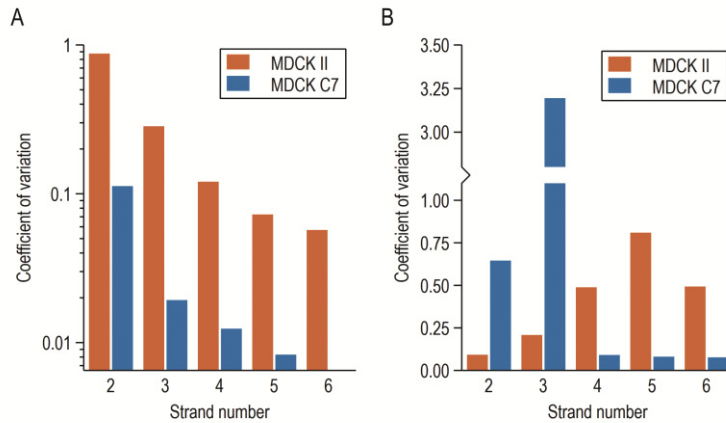 A
Coefficient of variation
1
0.1
0.01
MDCK II
MDCK C7
2 3 4 5 6
Strand number
B
Coefficient of variation
3.50
3.25
3.00
1.00
0.75
0.50
0.25
0.00
MDCK II
MDCK C7
2 3 4 5 6
Strand number